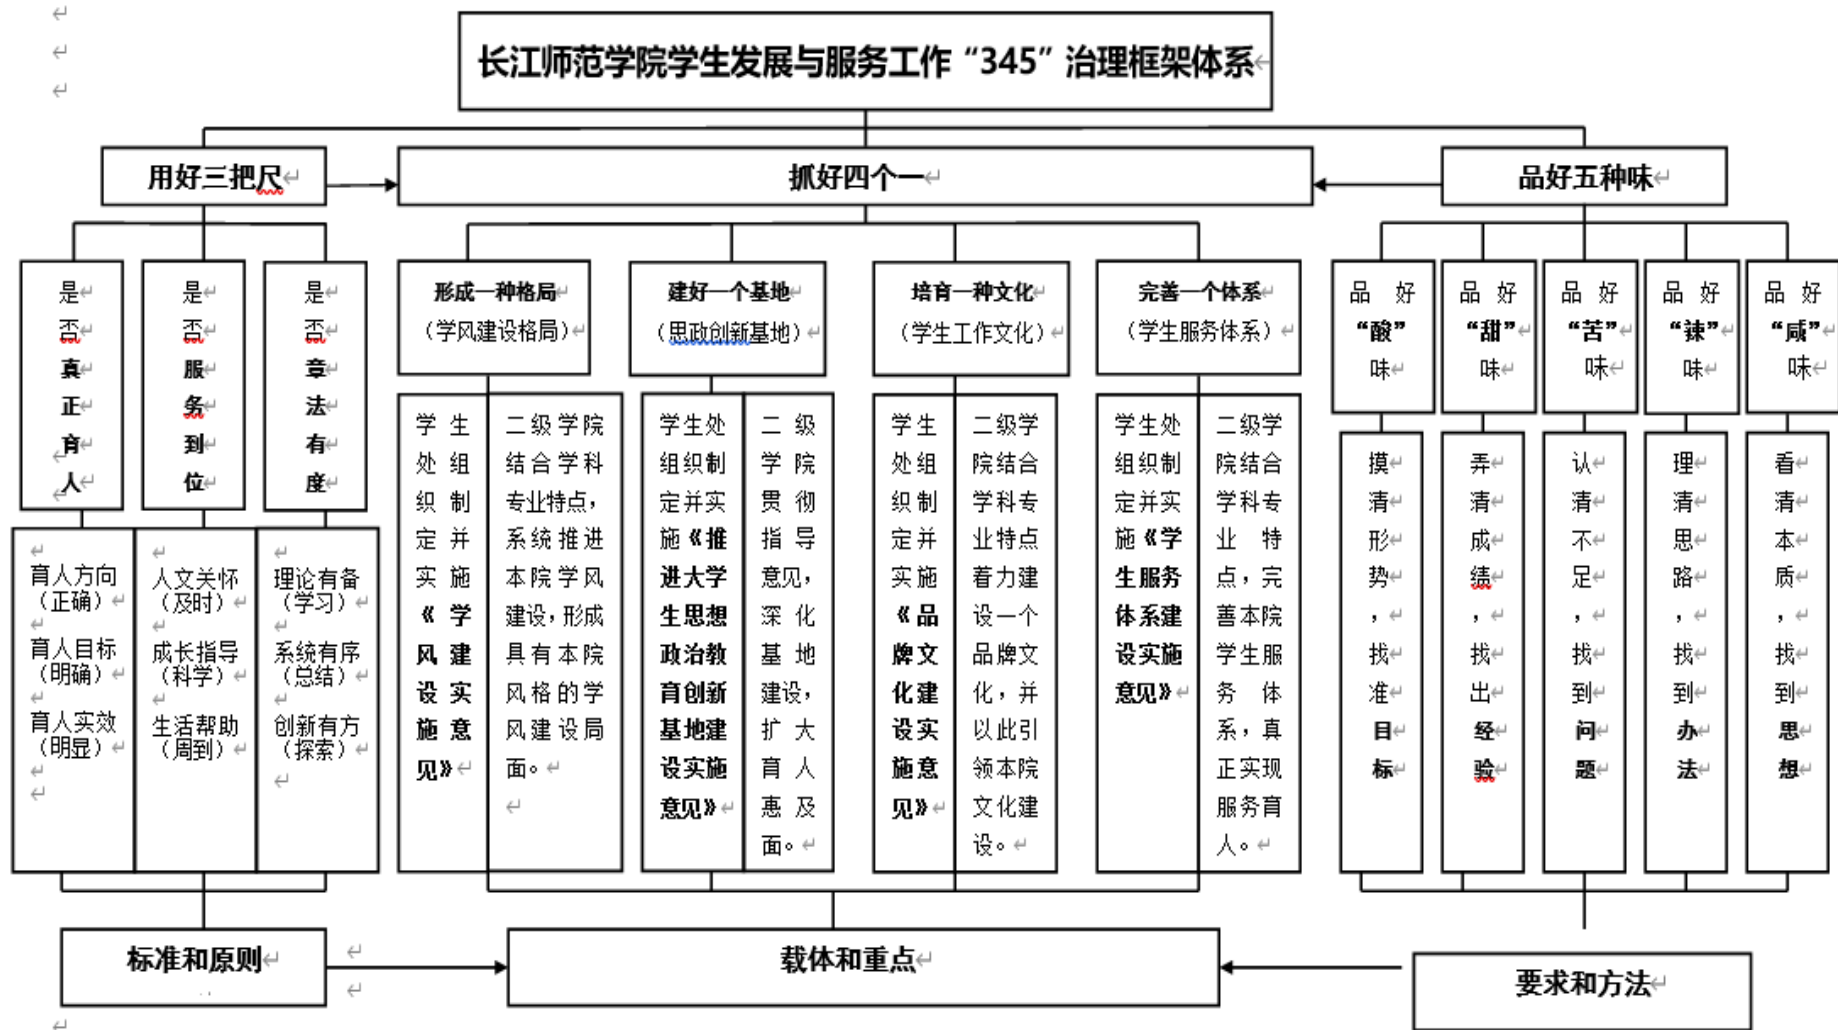 长江师范学院学生发展与服务工作“345”治理框架体系
用好三把尺
抓好四个一
品好五种味
是
否
真
正
育
人
是
否
服
务
到
位
是
否
章
法
有
度
形成一种格局
（学风建设格局）
建好一个基地
（思政创新基地）
培育一种文化
（学生工作文化）
完善一个体系
（学生服务体系）
品 好
“酸”
味
品 好
“甜”
味
品 好
“苦”
味
品 好
“辣”
味
品 好
“咸”
味
育人方向
（正确）
育人目标
（明确）
育人实效
（明显）
人文关怀
（及时）
成长指导
（科学）
生活帮助
（周到）
理论有备
（学习）
系统有序
（总结）
创新有方
（探索）
学 生
处 组
织 制
定 并
实 施
《 学
风 建
设 实
施 意
见》
二级学院
结合学科
专业特点，
系统推进
本院学风
建设，形成
具有本院
风格的学
风建设局
面。
学生处
组织制
定并实
施《推
进大学
生思想
政治教
育创新
基地建
设实施
意见》
二 级
学 院
贯 彻
指 导
意见，
深 化
基 地
建设，
扩 大
育 人
惠 及
面。
学生
处组
织制
定并
实施
《品
牌文
化建
设实
施意
见》
二级学
院结合
学科专
业特点
着力建
设一个
品牌文
化，并
以此引
领本院
文化建
设。
学生处
组织制
定并实
施《学
生服务
体系建
设实施
意见》
二级学
院结合
学科专
业 特
点，完
善本院
学生服
务 体
系，真
正实现
服务育
人。
摸
清
形
势
，
找
准
目
标
弄
清
成
绩
，
找
出
经
验
认
清
不
足
，
找
到
问
题
理
清
思
路
，
找
到
办
法
看
清
本
质
，
找
到
思
想
标准和原则
载体和重点
要求和方法